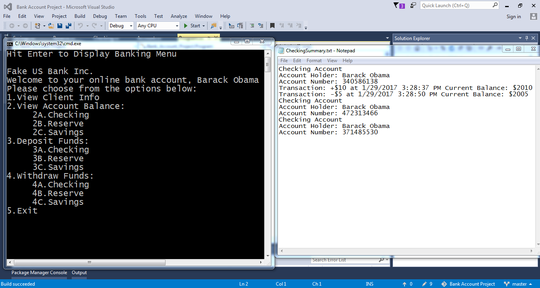 Bank Account Project - Microsoft Visual Studio
Quick Launch (Ctrl+Q)
File Edit View Project Build Debug Team Tools Test Analyze Window Help
Sign in
Debug Any CPU Start
C:\Windows\system32\cmd.exe
Hit Enter to Display Banking Menu
Fake US Bank Inc.
Welcome to your online bank account, Barack Obama
Please choose from the options below:
1.View Client Info
2.View Account Balance:
2A.Checking
2B.Reserve
2C.Savings
3.Deposit Funds:
3A.Checking
3B.Reserve
3C.Savings
4.Withdraw Funds:
4A.Checking
4B.Reserve
4C.Savings
5.Exit
CheckingSummary.txt - Notepad
File Edit Format View Help
Checking Account
Account Holder: Barack Obama
Account Number: 340586138
Transaction: +$10 at 1/29/2017 3:28:37 PM Current Balance: $2010
Transaction: -$5 at 1/29/2017 3:28:50 PM Current Balance: $2005
Checking Account
Account Holder: Barack Obama
Account Number: 472313466
Checking Account
Account Holder: Barack Obama
Account Number: 371485530
Solution Explorer
Search Error List
Package Manager Console Output
Build succeeded
Ln 2 Col 1 Ch 1 INS 0 9 Bank Account Project master